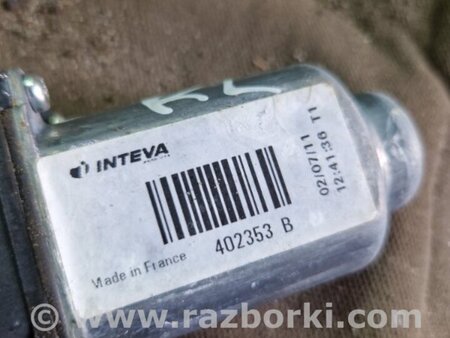 INTEVA
402353 B
Made in France
02/07/11
12:41:36 T1
© - www.razborki.com